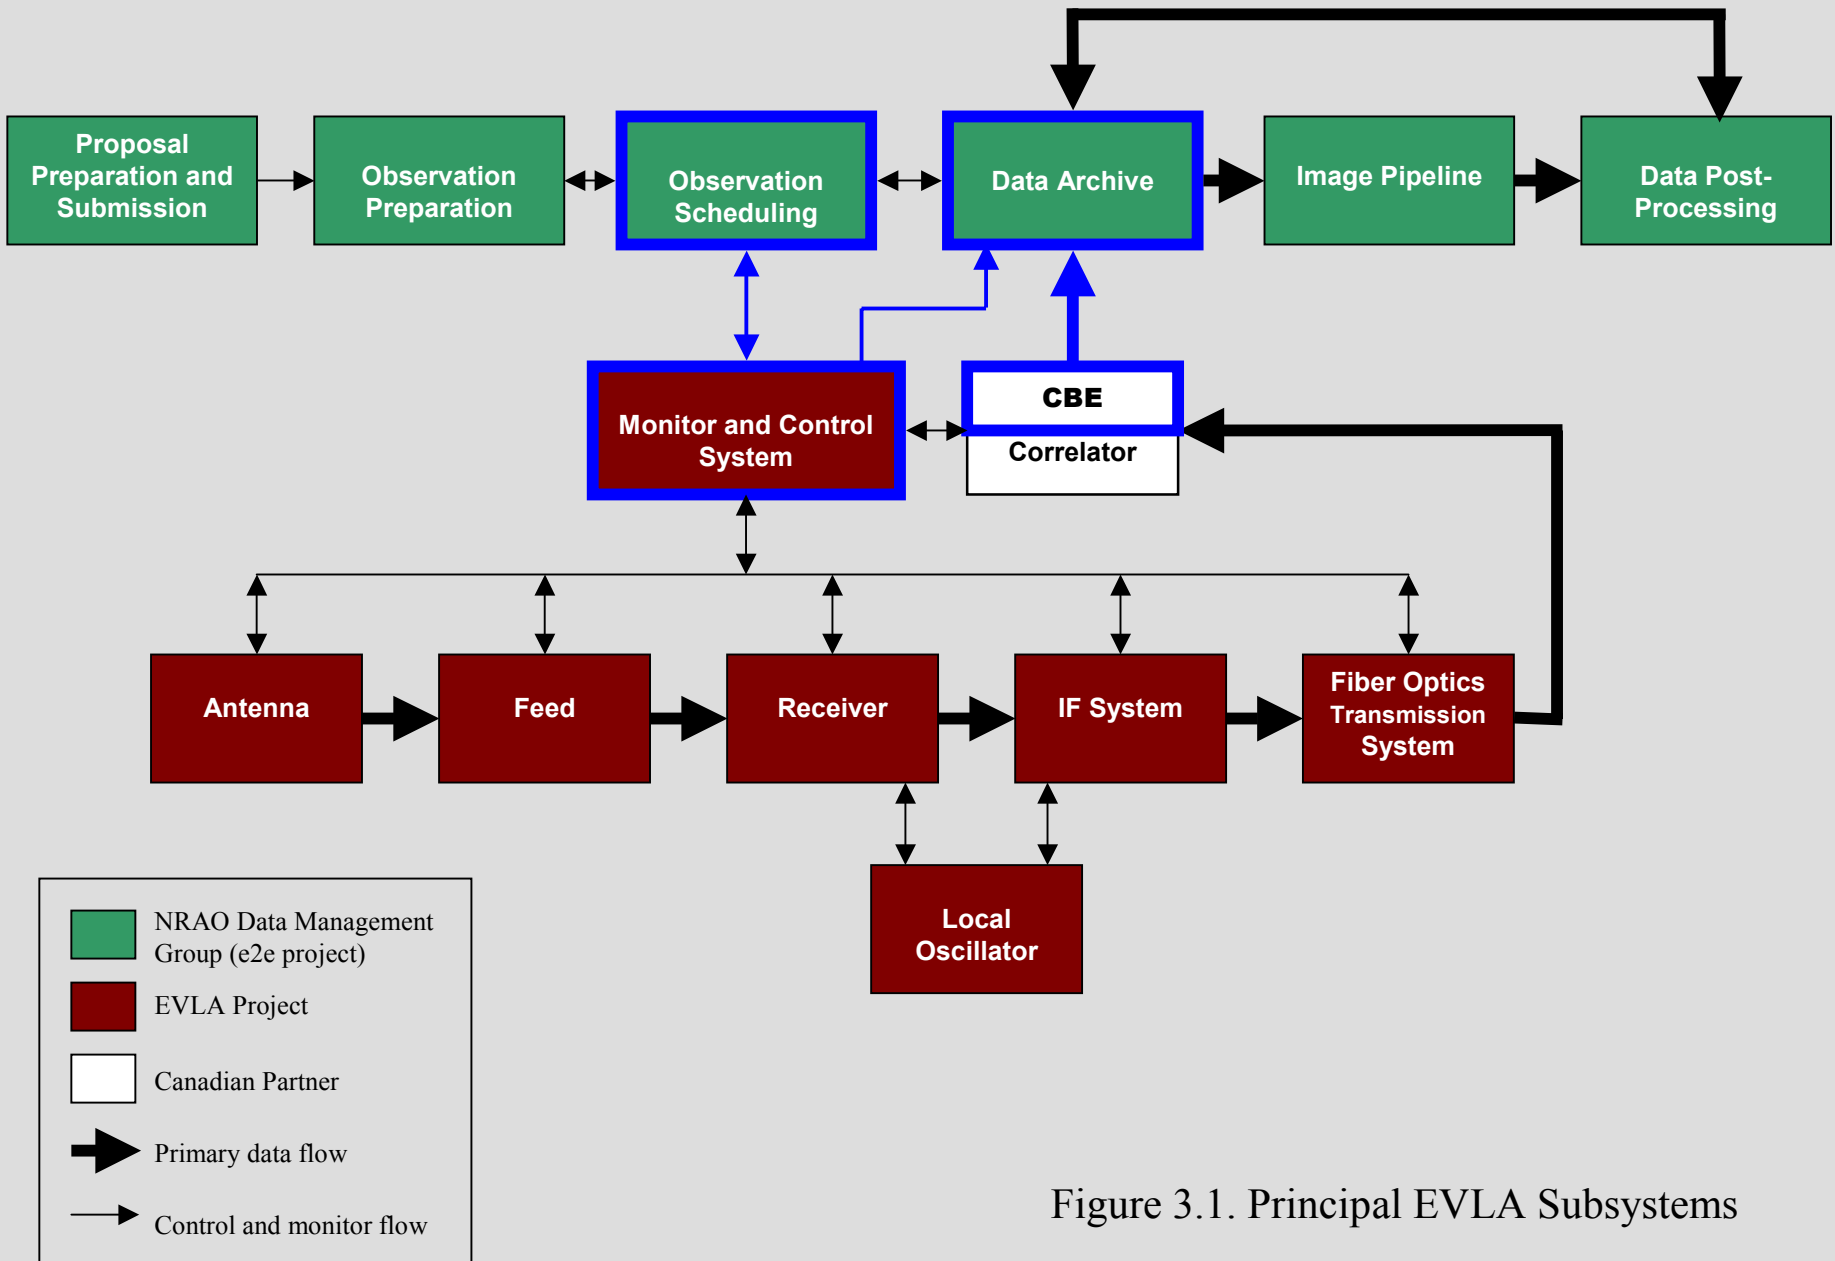 Proposal
Preparation and
Submission
Observation
Preparation
Observation
Scheduling
Data Archive
Image Pipeline
Data Post-
Processing
Monitor and Control
System
CBE
Correlator
Antenna
Feed
Receiver
IF System
Fiber Optics
Transmission
System
Local
Oscillator
NRAO Data Management
Group (e2e project)
EVLA Project
Canadian Partner
Primary data flow
Control and monitor flow
Figure 3.1. Principal EVLA Subsystems